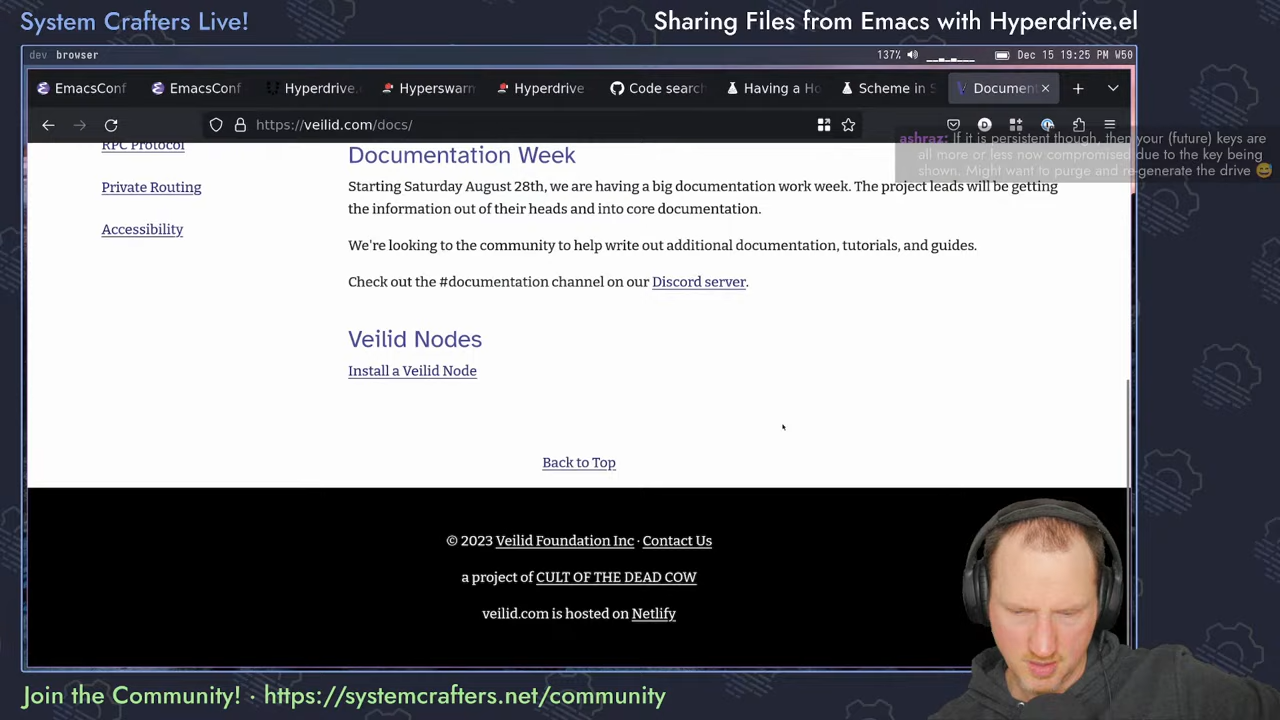 System Crafters Live!
Sharing Files from Emacs with Hyperdrive.el
dev browser
137% Dec 15 19:25 PM W50
EmacsConf
EmacsConf
Hyperdrive.
Hyperswarm
Hyperdrive
Code search
Having a Ho
Scheme in S
Document
https://veilid.com/docs/
ashraz: If it is persistent though, then your (future) keys are
all more or less now compromised due to the key being
shown. Might want to purge and re-generate the drive 😅
RPC Protocol
Private Routing
Accessibility
Documentation Week
Starting Saturday August 28th, we are having a big documentation work week. The project leads will be getting
the information out of their heads and into core documentation.
We're looking to the community to help write out additional documentation, tutorials, and guides.
Check out the #documentation channel on our Discord server.
Veilid Nodes
Install a Veilid Node
Back to Top
© 2023 Veilid Foundation Inc · Contact Us
a project of CULT OF THE DEAD COW
veilid.com is hosted on Netlify
Join the Community! · https://systemcrafters.net/community